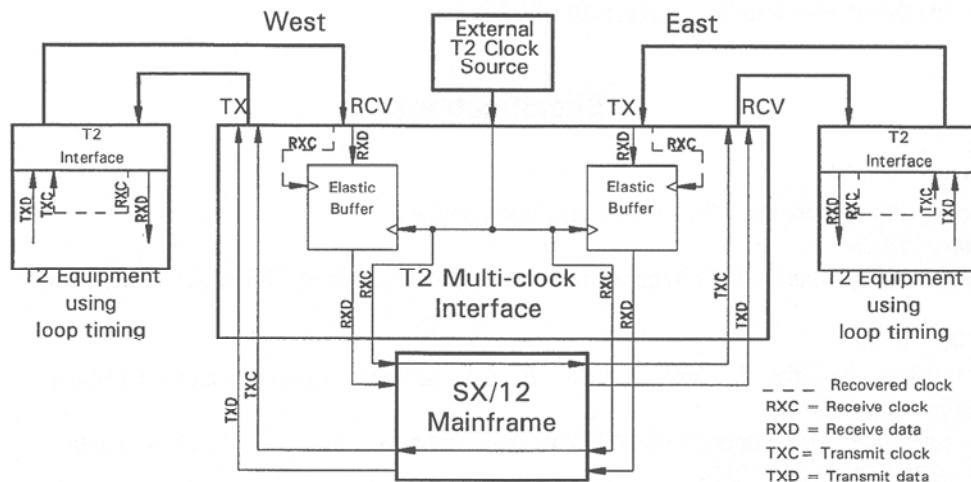 West
External
T2 Clock
Source
East
TX
RCV
TX
RCV
T2
Interface
TXD
TXC
RXC
RXD
T2 Equipment
using
loop timing
RXC
RXD
Elastic
Buffer
RXD
RXC
Elastic
Buffer
T2
Interface
RXD
RXC
TXC
TXD
T2 Equipment
using
loop timing
T2 Multi-clock
Interface
RXD
RXC
RXC
RXD
TXC
TXD
TXD
TXC
SX/12
Mainframe
Recovered clock
RXC = Receive clock
RXD = Receive data
TXC= Transmit clock
TXD = Transmit data